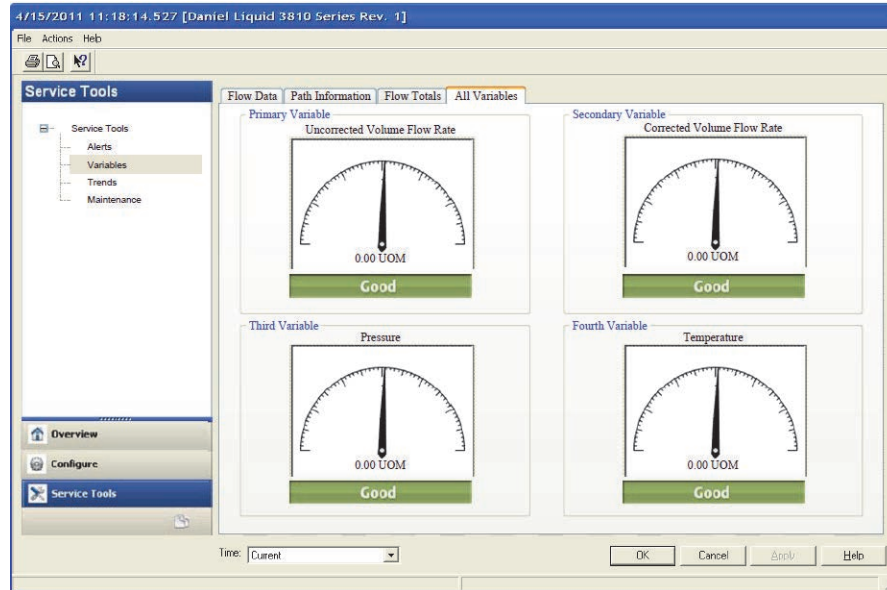 4/15/2011 11:18:14.527 [Daniel Liquid 3810 Series Rev. 1]
File Actions Help
Service Tools
Service Tools
Alerts
Variables
Trends
Maintenance
Overview
Configure
Service Tools
Flow Data Path Information Flow Totals All Variables
Primary Variable
Uncorrected Volume Flow Rate
0.00 UOM
Good
Secondary Variable
Corrected Volume Flow Rate
0.00 UOM
Good
Third Variable
Pressure
0.00 UOM
Good
Fourth Variable
Temperature
0.00 UOM
Good
Time: Current
OK Cancel Apply Help